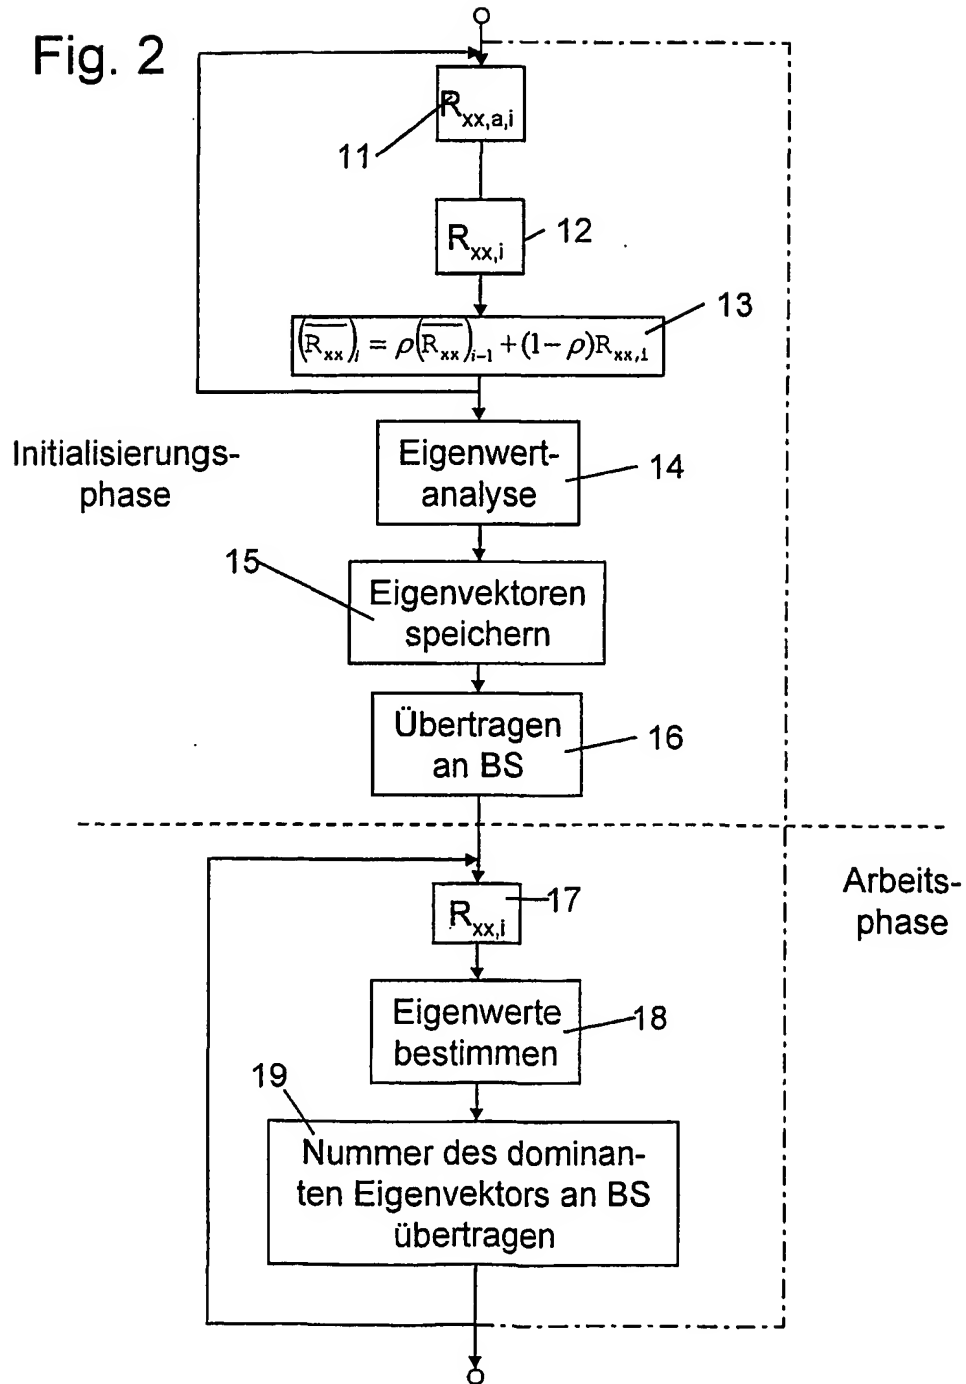 Fig. 2
R_xx,a,i
11
R_xx,i
12
13
(R̅_xx̅)_i = ρ(R̅_xx̅)_i-1 + (1-ρ)R_xx,i
Initialisierungs-
phase
Eigenwert-
analyse
14
15
Eigenvektoren
speichern
Übertragen
an BS
16
Arbeits-
phase
R_xx,i
17
Eigenwerte
bestimmen
18
19
Nummer des dominan-
ten Eigenvektors an BS
übertragen